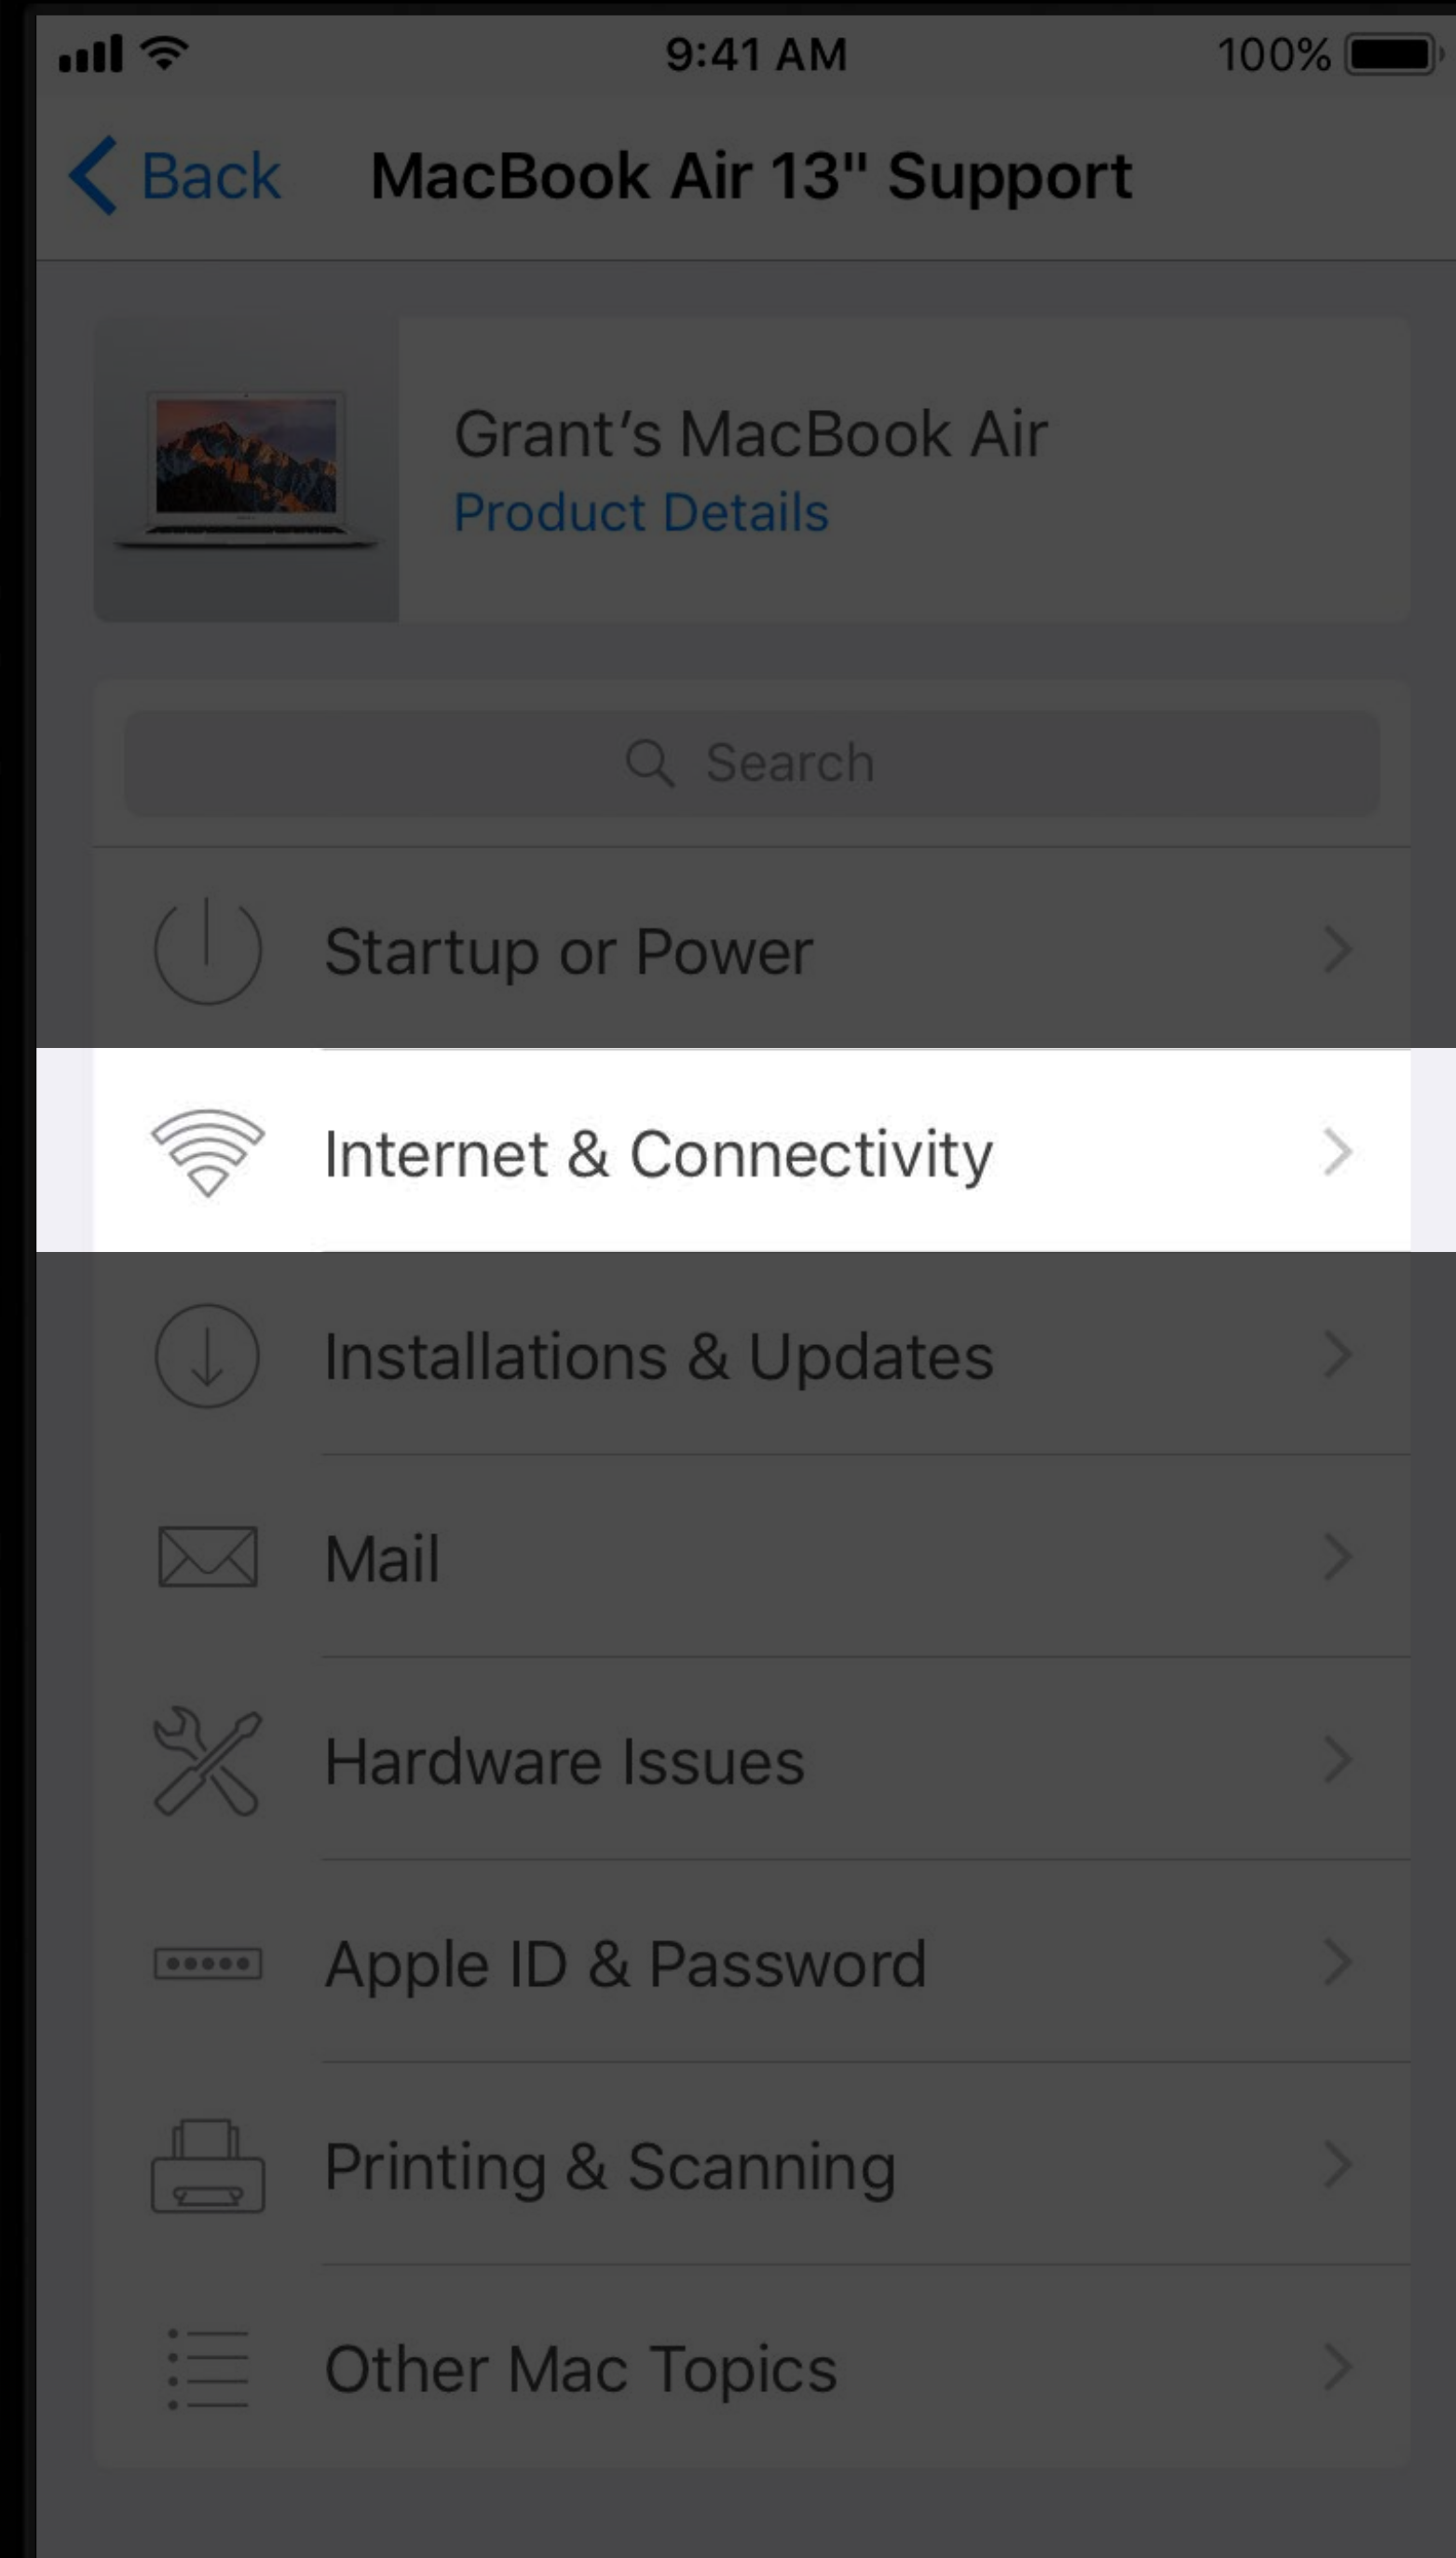 9:41 AM
100%
Back
MacBook Air 13" Support
Grant’s MacBook Air
Product Details
Search
Startup or Power
Internet & Connectivity
Installations & Updates
Mail
Hardware Issues
Apple ID & Password
Printing & Scanning
Other Mac Topics